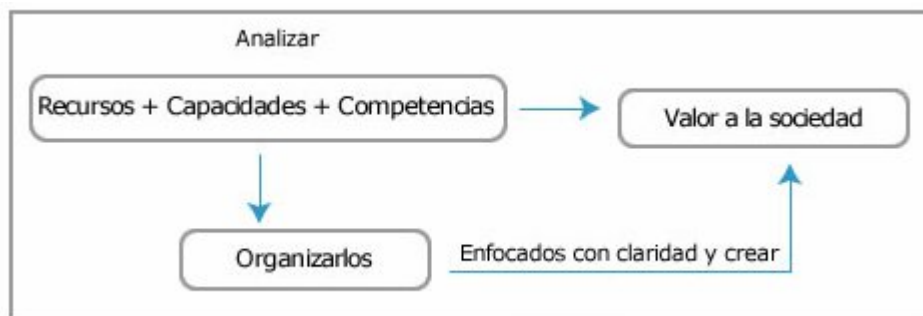 Analizar
Recursos + Capacidades + Competencias
Valor a la sociedad
Organizarlos
Enfocados con claridad y crear